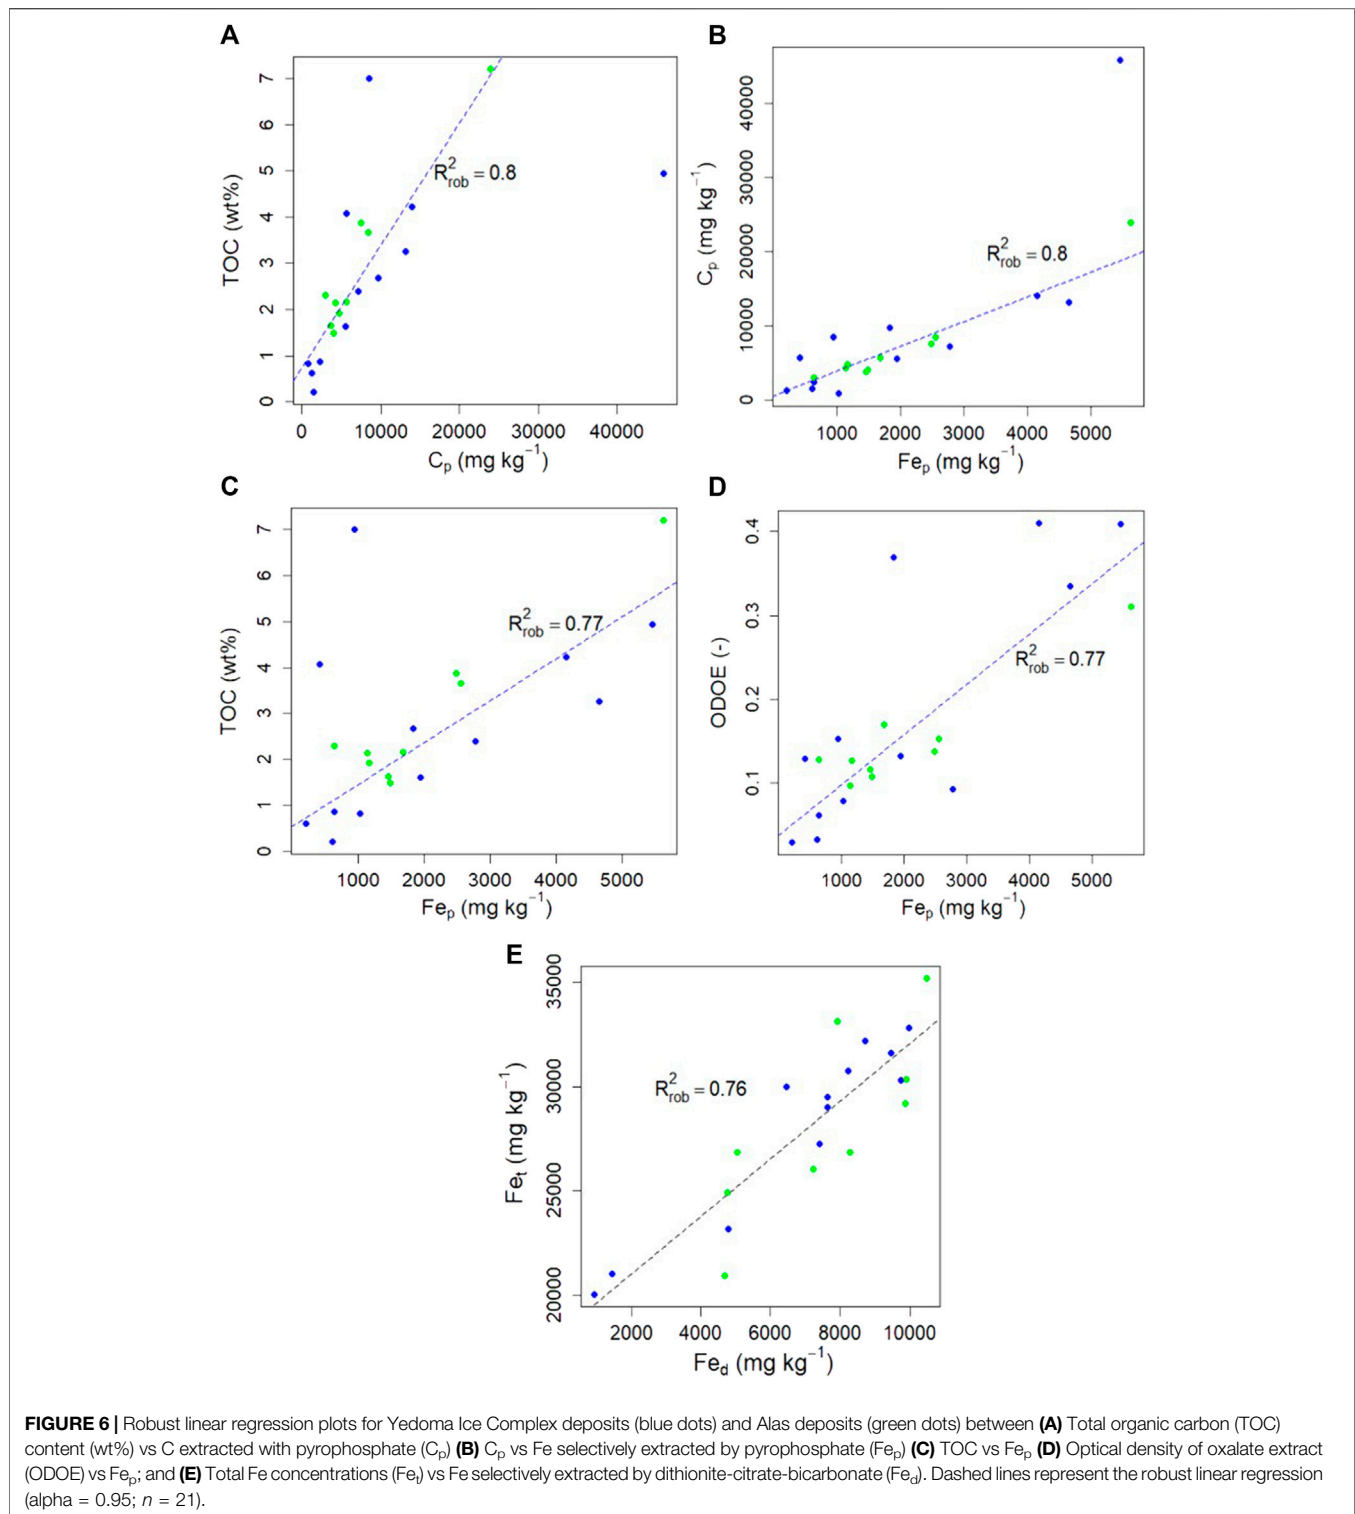 A
TOC (wt%)
7
6
5
4
3
2
1
0
R²rob = 0.8
0 10000 20000 30000 40000
Cp (mg kg⁻¹)
B
Cp (mg kg⁻¹)
40000
30000
20000
10000
0
R²rob = 0.8
1000 2000 3000 4000 5000
Fep (mg kg⁻¹)
C
TOC (wt%)
7
6
5
4
3
2
1
0
R²rob = 0.77
1000 2000 3000 4000 5000
Fep (mg kg⁻¹)
D
ODOE (-)
0.4
0.3
0.2
0.1
R²rob = 0.77
1000 2000 3000 4000 5000
Fep (mg kg⁻¹)
E
Fet (mg kg⁻¹)
35000
30000
25000
20000
R²rob = 0.76
2000 4000 6000 8000 10000
Fed (mg kg⁻¹)
FIGURE 6 | Robust linear regression plots for Yedoma Ice Complex deposits (blue dots) and Alas deposits (green dots) between (A) Total organic carbon (TOC)
content (wt%) vs C extracted with pyrophosphate (Cp) (B) Cp vs Fe selectively extracted by pyrophosphate (Fep) (C) TOC vs Fep (D) Optical density of oxalate extract
(ODOE) vs Fep; and (E) Total Fe concentrations (Fet) vs Fe selectively extracted by dithionite-citrate-bicarbonate (Fed). Dashed lines represent the robust linear regression
(alpha = 0.95; n = 21).